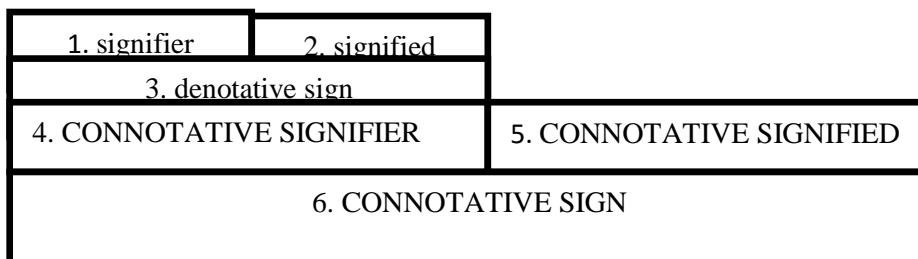 1. signifier 2. signified
3. denotative sign
4. CONNOTATIVE SIGNIFIER 5. CONNOTATIVE SIGNIFIED
6. CONNOTATIVE SIGN